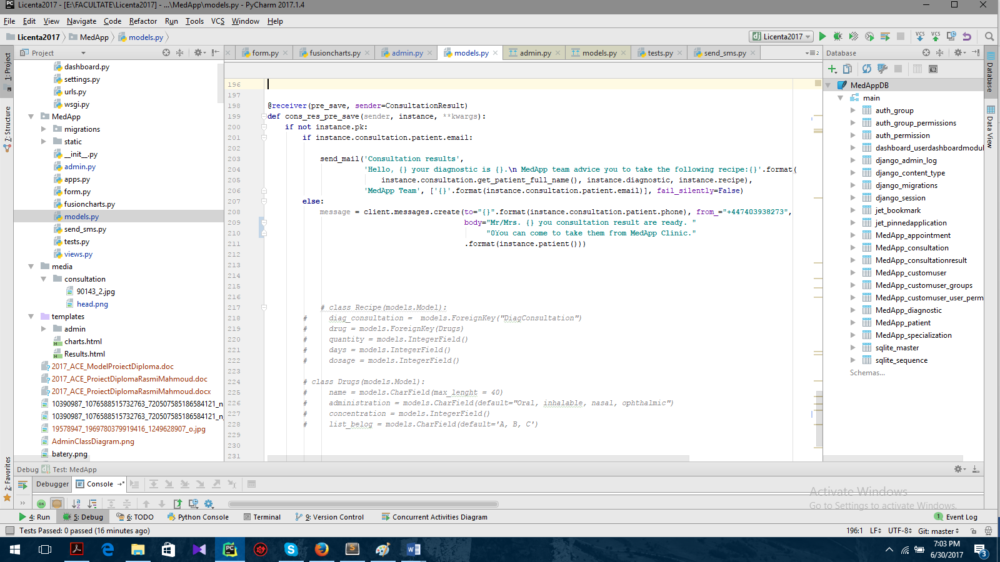 Licenta2017 - [E:\FACULTATE\Licenta2017] - ...\MedApp\models.py - PyCharm 2017.1.4
File Edit View Navigate Code Refactor Run Tools VCS Window Help
Licenta2017 MedApp models.py
Licenta2017
VCS VCS
Project
form.py fusioncharts.py admin.py models.py admin.py models.py tests.py send_sms.py
Database
1: Project
7: Structure
2: Favorites
dashboard.py
settings.py
urls.py
wsgi.py
MedApp
migrations
static
__init__.py
admin.py
apps.py
form.py
fusioncharts.py
models.py
send_sms.py
tests.py
views.py
media
consultation
90143_2.jpg
head.png
templates
admin
charts.html
Results.html
2017_ACE_ModelProiectDiploma.doc
2017_ACE_ProiectDiplomaRasmiMahmoud.doc
2017_ACE_ProiectDiplomaRasmiMahmoud.docx
10390987_1076588515732763_720507585186584121_n
10390987_1076588515732763_720507585186584121_n
19578947_1969780379919416_1249628907_o.jpg
AdminClassDiagram.png
batery.png
196
197
198 @receiver(pre_save, sender=ConsultationResult)
199 def cons_res_pre_save(sender, instance, **kwargs):
200 if not instance.pk:
201 if instance.consultation.patient.email:
202
203 send_mail('Consultation results',
204 'Hello, {} your diagnostic is {}.\n MedApp team advice you to take the following recipe:{}'.format(
205 instance.consultation.get_patient_full_name(), instance.diagnostic, instance.recipe),
206 'MedApp Team', ['{}'.format(instance.consultation.patient.email)], fail_silently=False)
207 else:
208 message = client.messages.create(to="{}".format(instance.consultation.patient.phone), from_="+447403938273",
209 body="Mr/Mrs. {} you consultation result are ready. "
210 "0You can come to take them from MedApp Clinic."
211 .format(instance.patient()))
212
213
214
215
216
217 # class Recipe(models.Model):
218 # diag_consultation =  models.ForeignKey("DiagConsultation")
219 # drug = models.ForeignKey(Drugs)
220 # quantity = models.IntegerField()
221 # days = models.IntegerField()
222 # dosage = models.IntegerField()
223
224 # class Drugs(models.Model):
225 # name = models.CharField(max_lenght = 40)
226 # administration = models.CharField(default="Oral, inhalable, nasal, ophthalmic")
227 # concentration = models.IntegerField()
228 # list_belog = models.CharField(default='A, B, C')
229
230
231
MedAppDB
main
auth_group
auth_group_permissions
auth_permission
dashboard_userdashboardmodul
django_admin_log
django_content_type
django_migrations
django_session
jet_bookmark
jet_pinnedapplication
MedApp_appointment
MedApp_consultation
MedApp_consultationresult
MedApp_customuser
MedApp_customuser_groups
MedApp_customuser_user_perm
MedApp_diagnostic
MedApp_patient
MedApp_specialization
sqlite_master
sqlite_sequence
Schemas...
Database
Data View
Debug Test: MedApp
Debugger Console
Activate Windows
Go to Settings to activate Windows.
4: Run 5: Debug 6: TODO Python Console Terminal 9: Version Control Concurrent Activities Diagram
1 Event Log
Tests Passed: 0 passed (16 minutes ago)
196:1 LF UTF-8 Git: master
7:03 PM
6/30/2017
3